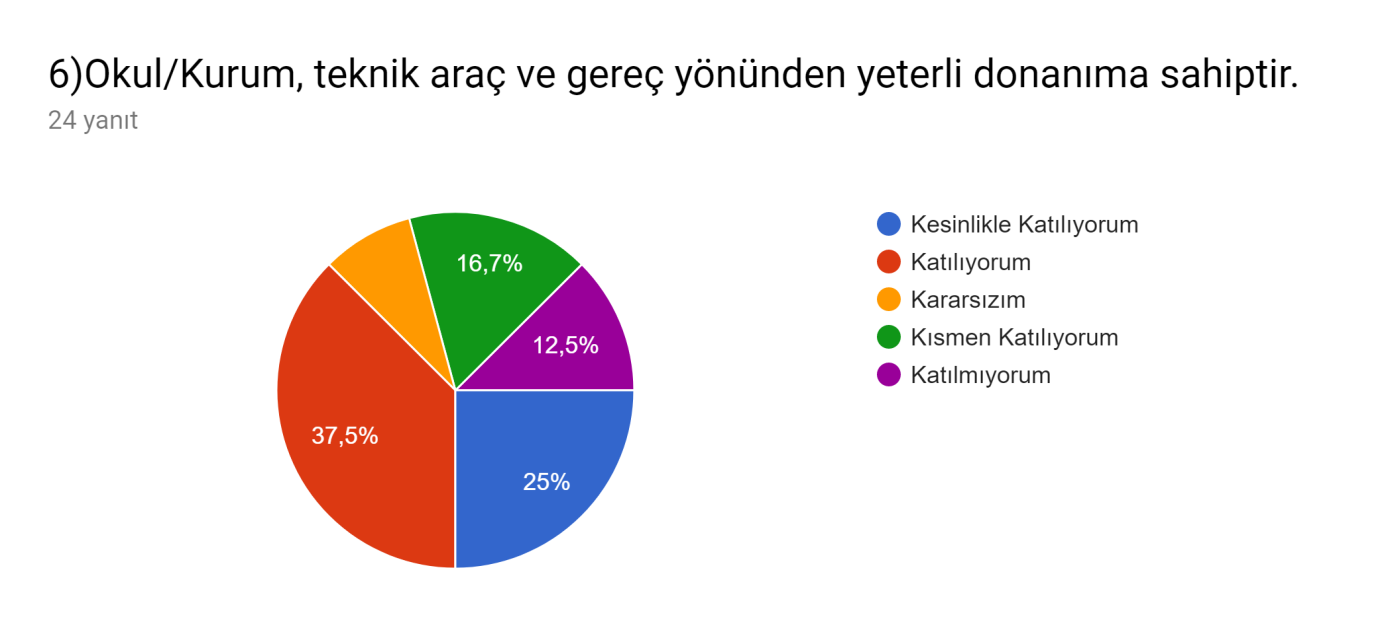 6)Okul/Kurum, teknik araç ve gereç yönünden yeterli donanıma sahiptir.
24 yanıt
16,7%
12,5%
37,5%
25%
Kesinlikle Katılıyorum
Katılıyorum
Kararsızım
Kısmen Katılıyorum
Katılmıyorum